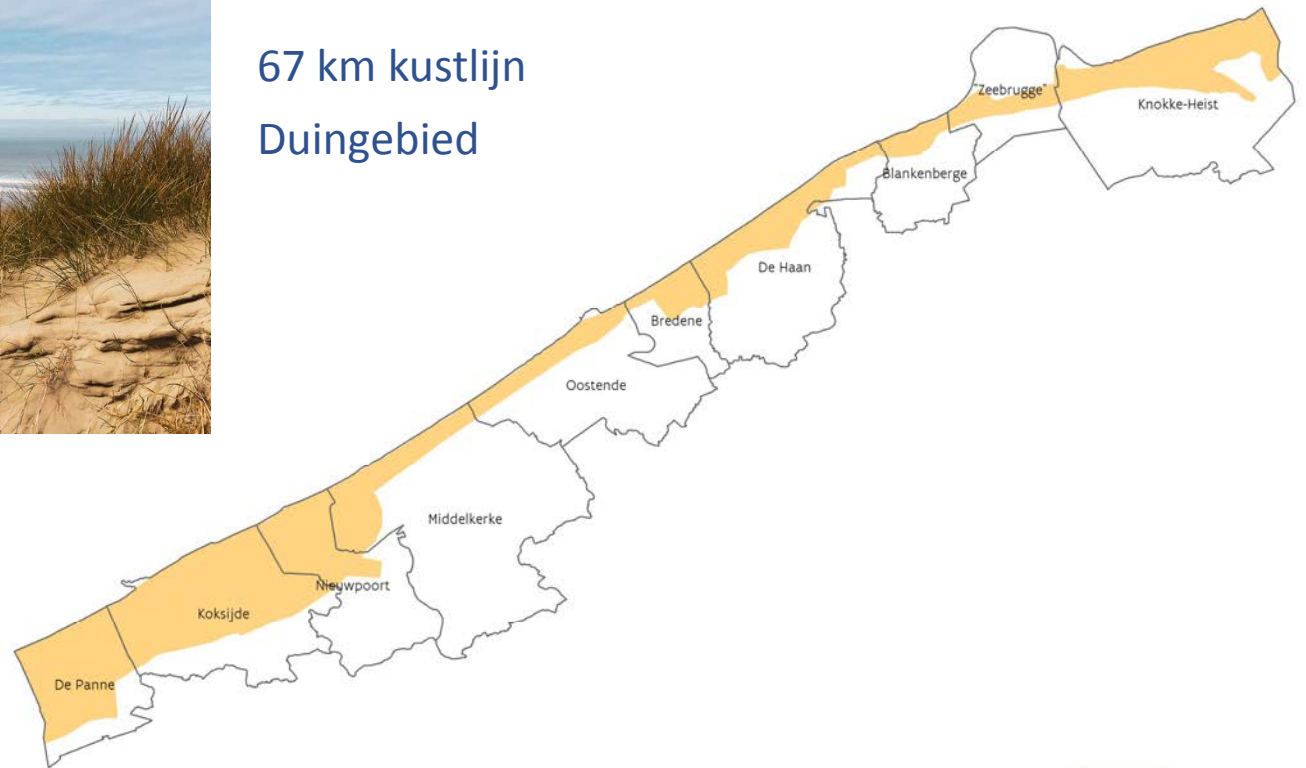 67 km kustlijn
Duingebied
"Zeebrugge"
Knokke-Heist
Blankenberge
De Haan
Bredene
Oostende
Middelkerke
Nieuwpoort
Koksijde
De Panne